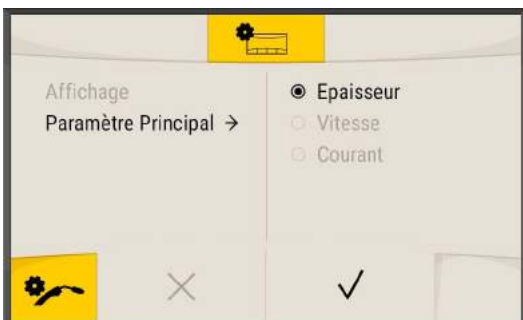 Affichage
Paramètre Principal →
Epaisseur
Vitesse
Courant